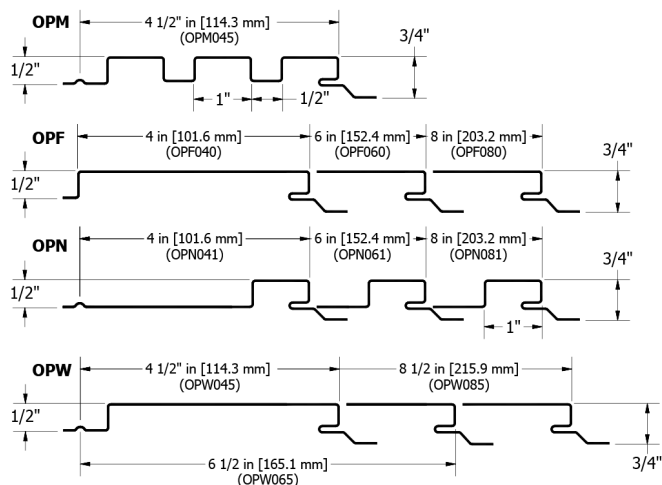 OPM
4 1/2" in [114.3 mm]
(OPM045)
3/4"
1/2"
1"
1/2"
OPF
4 in [101.6 mm]
6 in [152.4 mm]
8 in [203.2 mm]
(OPF040)
(OPF060)
(OPF080)
3/4"
1/2"
OPN
4 in [101.6 mm]
6 in [152.4 mm]
8 in [203.2 mm]
(OPN041)
(OPN061)
(OPN081)
3/4"
1/2"
1"
OPW
4 1/2" in [114.3 mm]
8 1/2 in [215.9 mm]
(OPW045)
(OPW085)
1/2"
6 1/2 in [165.1 mm]
(OPW065)
3/4"